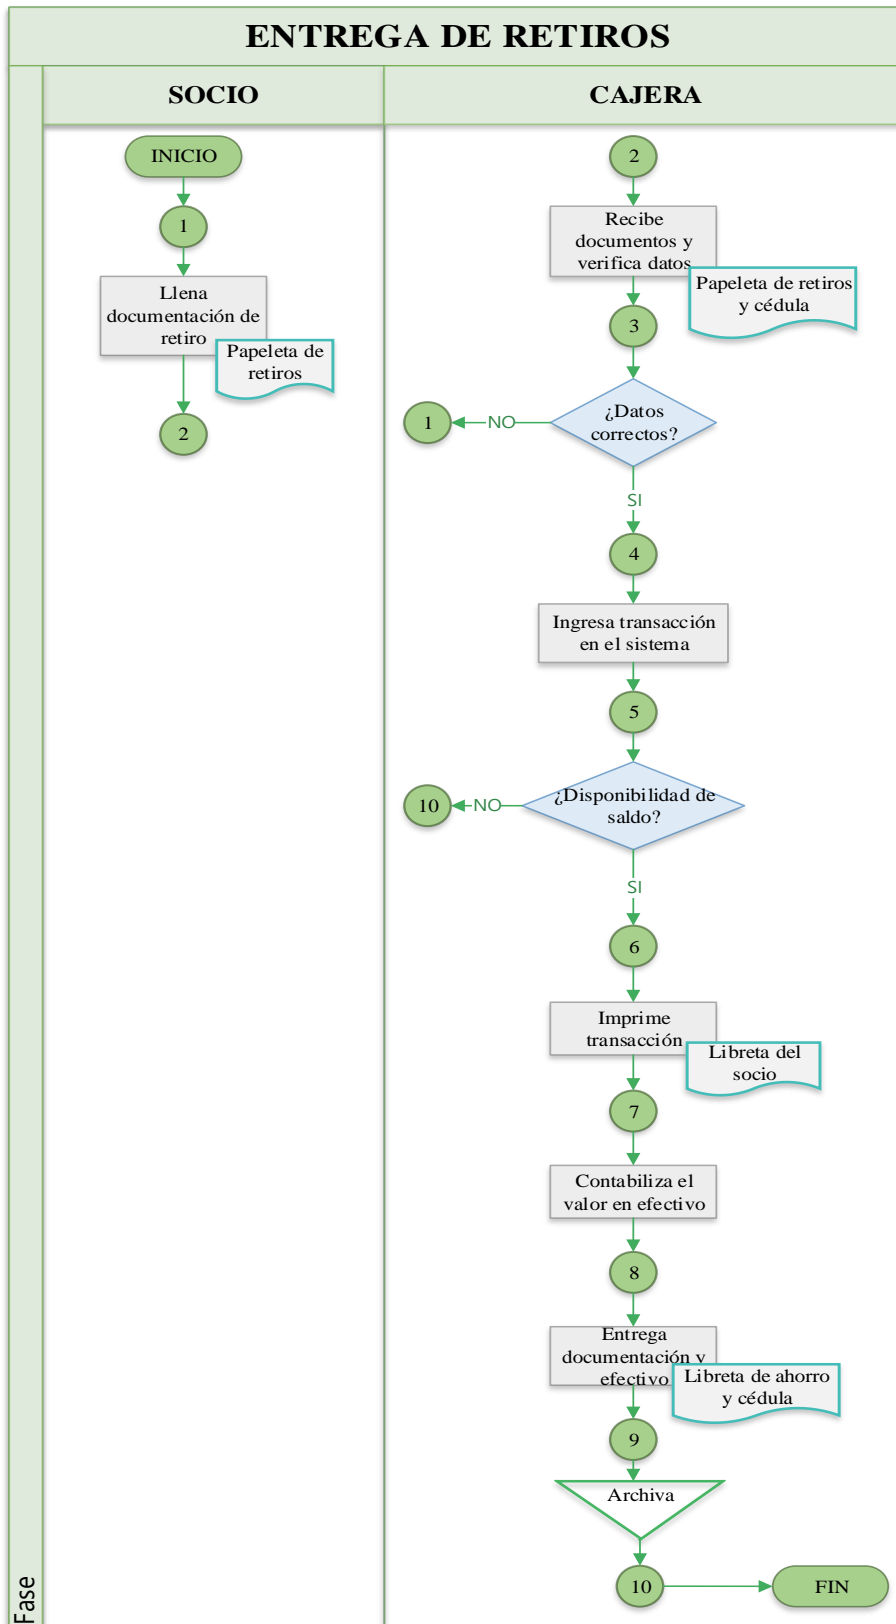 ENTREGA DE RETIROS
SOCIO
CAJERA
INICIO
1
Llena
documentación de
retiro
Papeleta de
retiros
2
2
Recibe
documentos y
verifica datos
Papeleta de retiros
y cédula
3
¿Datos
correctos?
NO
1
SI
4
Ingresa transacción
en el sistema
5
¿Disponibilidad de
saldo?
NO
10
SI
6
Imprime
transacción
Libreta del
socio
7
Contabiliza el
valor en efectivo
8
Entrega
documentación y
efectivo
Libreta de ahorro
y cédula
9
Archiva
10
FIN
Fase